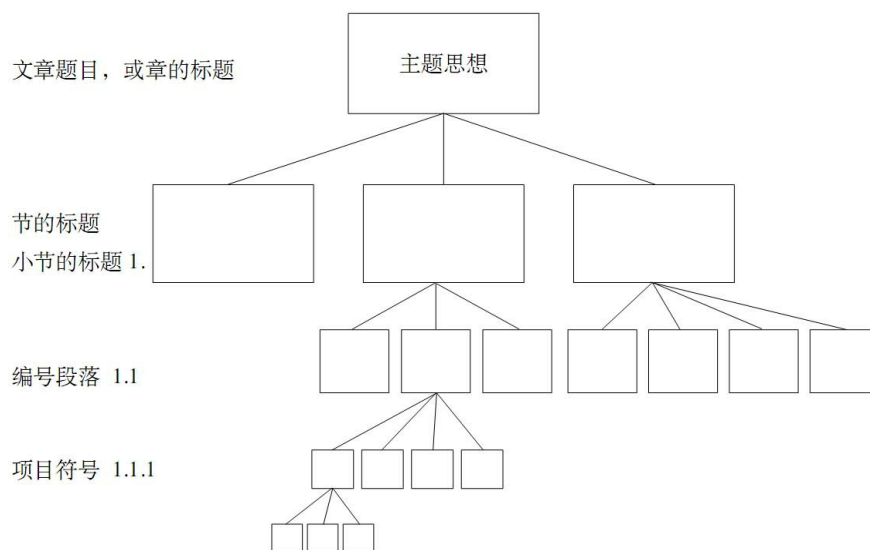 主题思想
文章题目，或章的标题
节的标题
小节的标题 1.
编号段落 1.1
项目符号 1.1.1